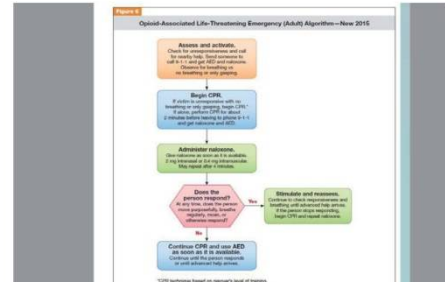 Figure 6
Opioid-Associated Life-Threatening Emergency (Adult) Algorithm—New 2015
Assess and activate.
Check for unresponsiveness and call
for nearby help. Send someone to
call 9-1-1 and get AED and naloxone.
Observe for breathing vs
no breathing or only gasping.
Begin CPR.
If victim is unresponsive with no
breathing or only gasping, begin CPR.*
If alone, perform CPR for about
2 minutes before leaving to phone 9-1-1
and get naloxone and AED.
Administer naloxone.
Give naloxone as soon as it is available.
2 mg intranasal or 0.4 mg intramuscular.
May repeat after 4 minutes.
Does the
person respond?
At any time, does the person
move purposefully, breathe
regularly, moan, or
otherwise respond?
Yes
Stimulate and reassess.
Continue to check responsiveness and
breathing until advanced help arrives.
If the person stops responding,
begin CPR and repeat naloxone.
No
Continue CPR and use AED
as soon as it is available.
Continue until the person responds
or until advanced help arrives.
*CPR technique based on rescuer's level of training.